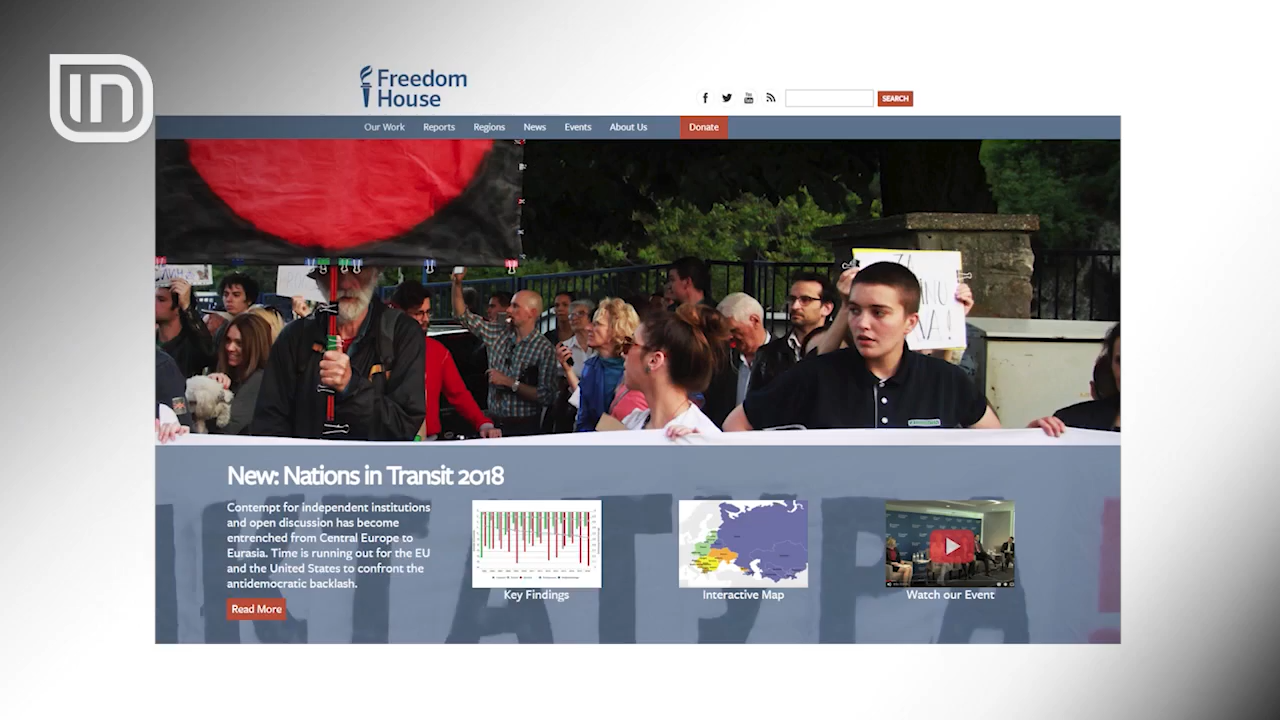 IN
Freedom
House
SEARCH
Our Work Reports Regions News Events About Us Donate
New: Nations in Transit 2018
Contempt for independent institutions
and open discussion has become
entrenched from Central Europe to
Eurasia. Time is running out for the EU
and the United States to confront the
antidemocratic backlash.
Read More
Key Findings
Interactive Map
Watch our Event